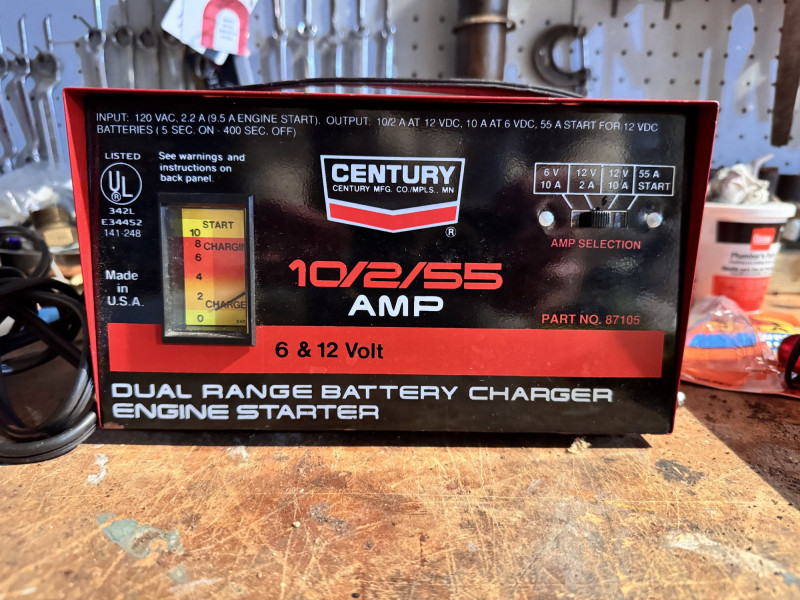 INPUT: 120 VAC, 2.2 A (9.5 A ENGINE START). OUTPUT: 10/2 A AT 12 VDC, 10 A AT 6 VDC, 55 A START FOR 12 VDC
BATTERIES (5 SEC. ON - 400 SEC. OFF)
LISTED
UL
342L
E34452
141-248
See warnings and
instructions on
back panel.
CENTURY
CENTURY MFG. CO./MPLS., MN
®
6 V 12 V 12 V 55 A
10 A 2 A 10 A START
AMP SELECTION
START
10
8 CHARGIN
6
4
2 CHARGE
0
Made
in
U.S.A.
10/2/55
AMP
PART NO. 87105
6 & 12 Volt
DUAL RANGE BATTERY CHARGER
ENGINE STARTER